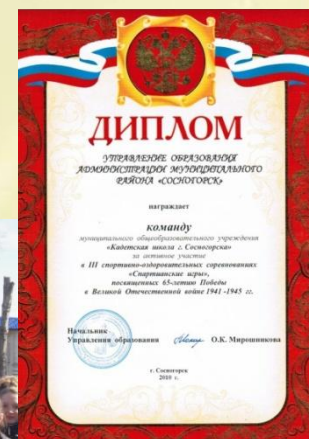 ДИПЛОМ
УПРАВЛЕНИЕ ОБРАЗОВАНИЯ
АДМИНИСТРАЦИИ МУНИЦИПАЛЬНОГО
РАЙОНА «СОСНОГОРСК»
награждает
команду
муниципального общеобразовательного учреждения
«Кадетская школа г. Сосногорска»
за активное участие
в III спортивно-оздоровительных соревнованиях
«Спартианские игры»,
посвященных 65-летию Победы
в Великой Отечественной войне 1941 -1945 гг.
Начальник
Управления образования О.К. Мирошникова
г. Сосногорск
2010 г.